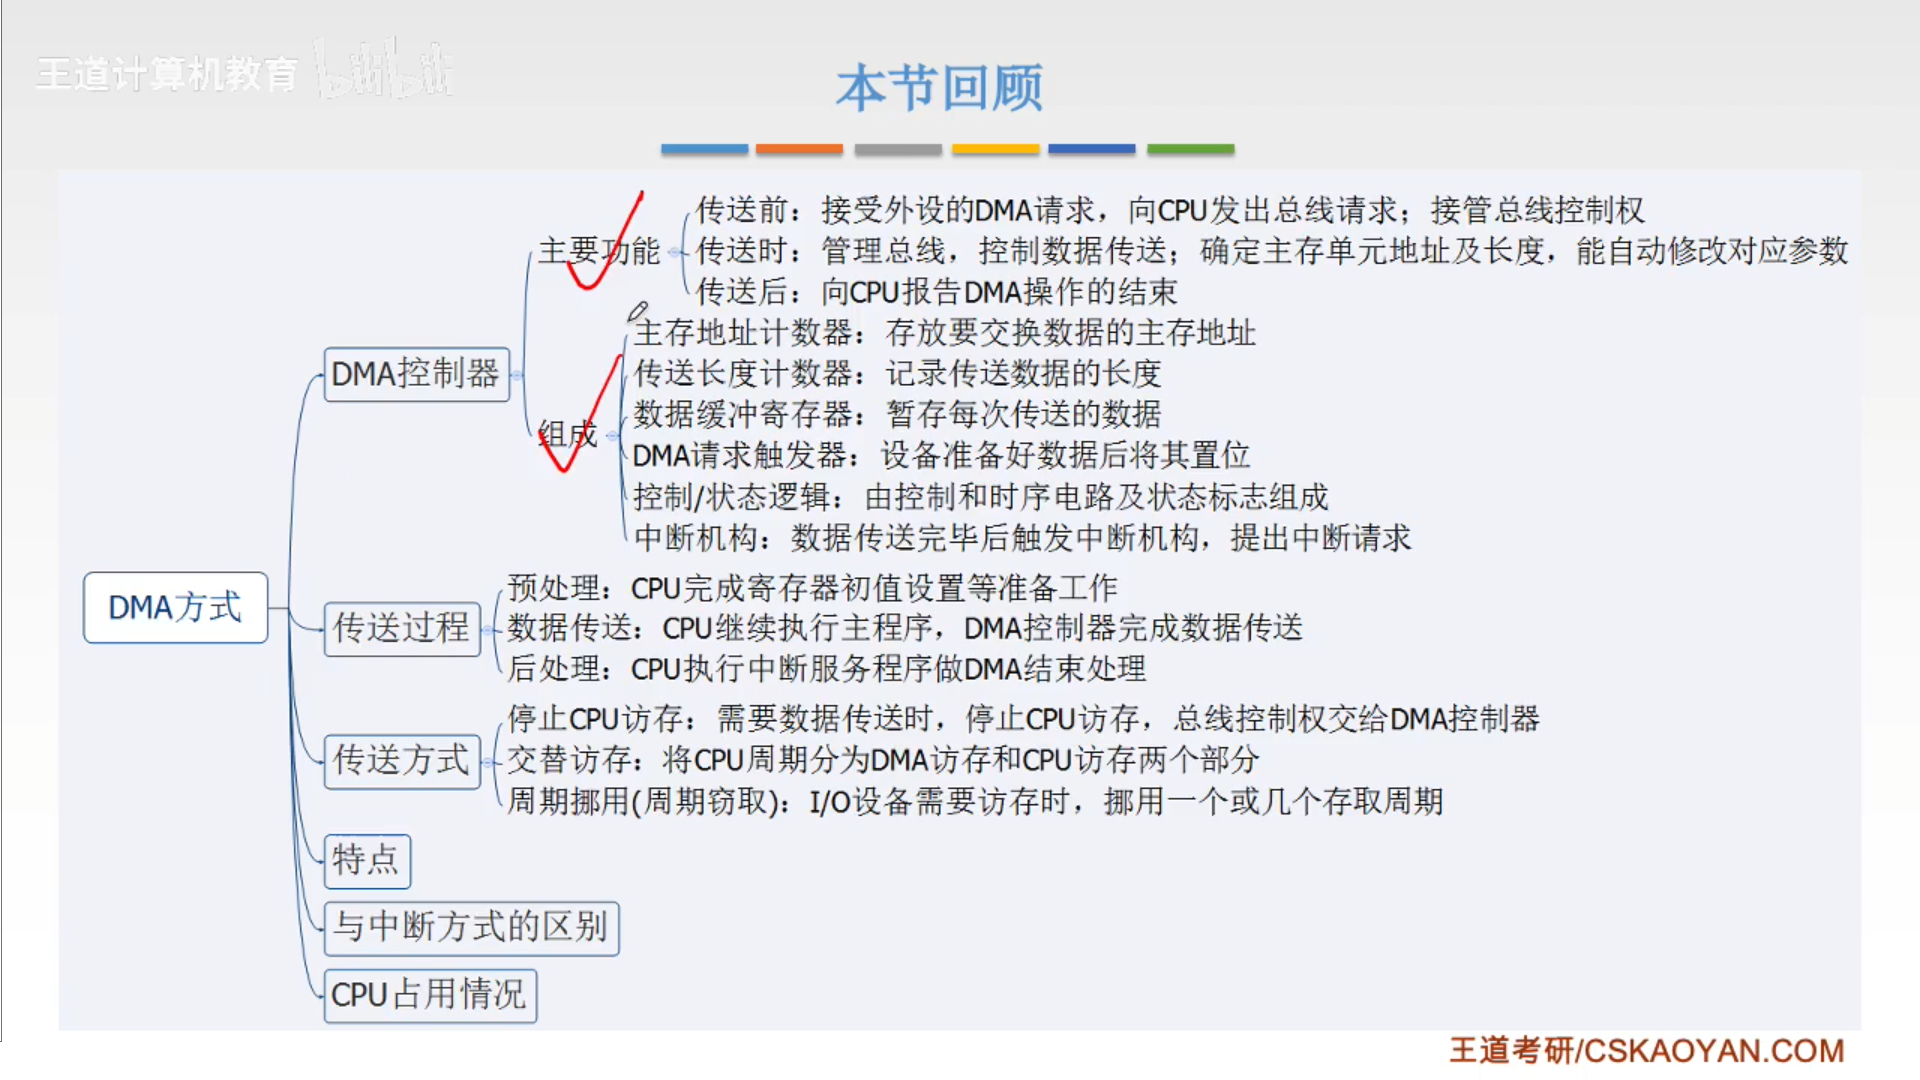 王道计算机教育 bilibili
本节回顾
DMA方式
DMA控制器
主要功能
传送前：接受外设的DMA请求，向CPU发出总线请求；接管总线控制权
传送时：管理总线，控制数据传送；确定主存单元地址及长度，能自动修改对应参数
传送后：向CPU报告DMA操作的结束
组成
主存地址计数器：存放要交换数据的主存地址
传送长度计数器：记录传送数据的长度
数据缓冲寄存器：暂存每次传送的数据
DMA请求触发器：设备准备好数据后将其置位
控制/状态逻辑：由控制和时序电路及状态标志组成
中断机构：数据传送完毕后触发中断机构，提出中断请求
传送过程
预处理：CPU完成寄存器初值设置等准备工作
数据传送：CPU继续执行主程序，DMA控制器完成数据传送
后处理：CPU执行中断服务程序做DMA结束处理
传送方式
停止CPU访存：需要数据传送时，停止CPU访存，总线控制权交给DMA控制器
交替访存：将CPU周期分为DMA访存和CPU访存两个部分
周期挪用(周期窃取)：I/O设备需要访存时，挪用一个或几个存取周期
特点
与中断方式的区别
CPU占用情况
王道考研/CSKAOYAN.COM